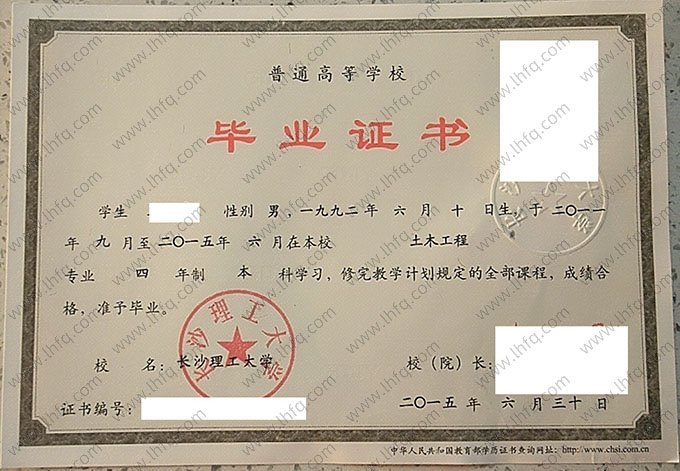 普通高等学校
毕业证书
学生 性别 男，一九九二年 六 月 十 日生，于 二〇一一
年 九 月至 二〇一五年 六 月在本校 土木工程
专业 四 年制 本 科学习，修完教学计划规定的全部课程，成绩合
格，准予毕业。
长沙理工大学
校 名：长沙理工大学 校（院）长：
证书编号： 二〇一五年 六 月 三十 日
中华人民共和国教育部学历证书查询网址：http://www.chsi.com.cn
www.lhfq.com